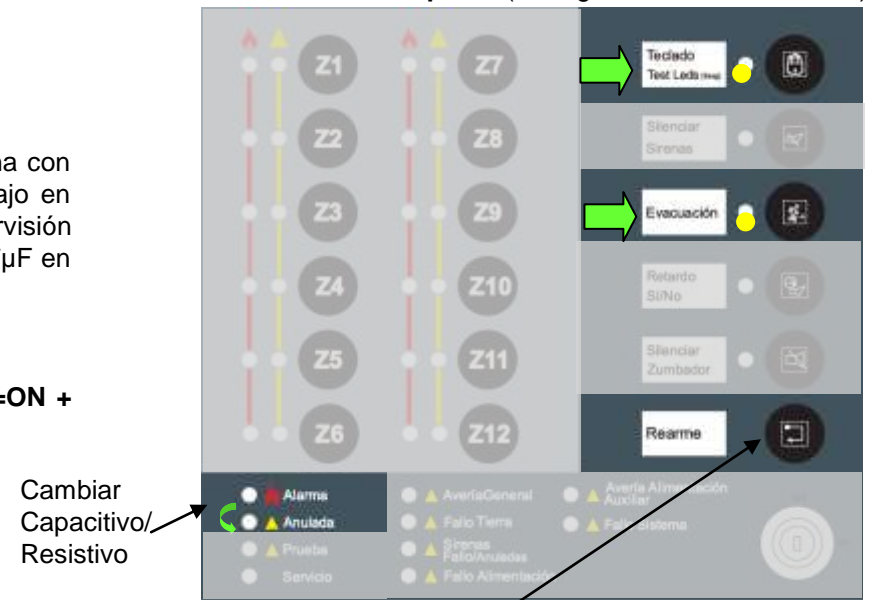 na con
ajo en
rvisión
µF en
=ON +
Cambiar
Capacitivo/
Resistivo
Z1
Z2
Z3
Z4
Z5
Z6
Z7
Z8
Z9
Z10
Z11
Z12
Teclado
Test Leds
Silenciar
Sirenas
Evacuación
Retardo
Sí/No
Silenciar
Zumbador
Rearme
Alarma
Anulada
Prueba
Servicio
AveríaGeneral
Fallo Tierra
Sirenas
Fallo/Anuladas
Fallo Alimentación
Avería Alimentación
Auxiliar
Fallo Sistema